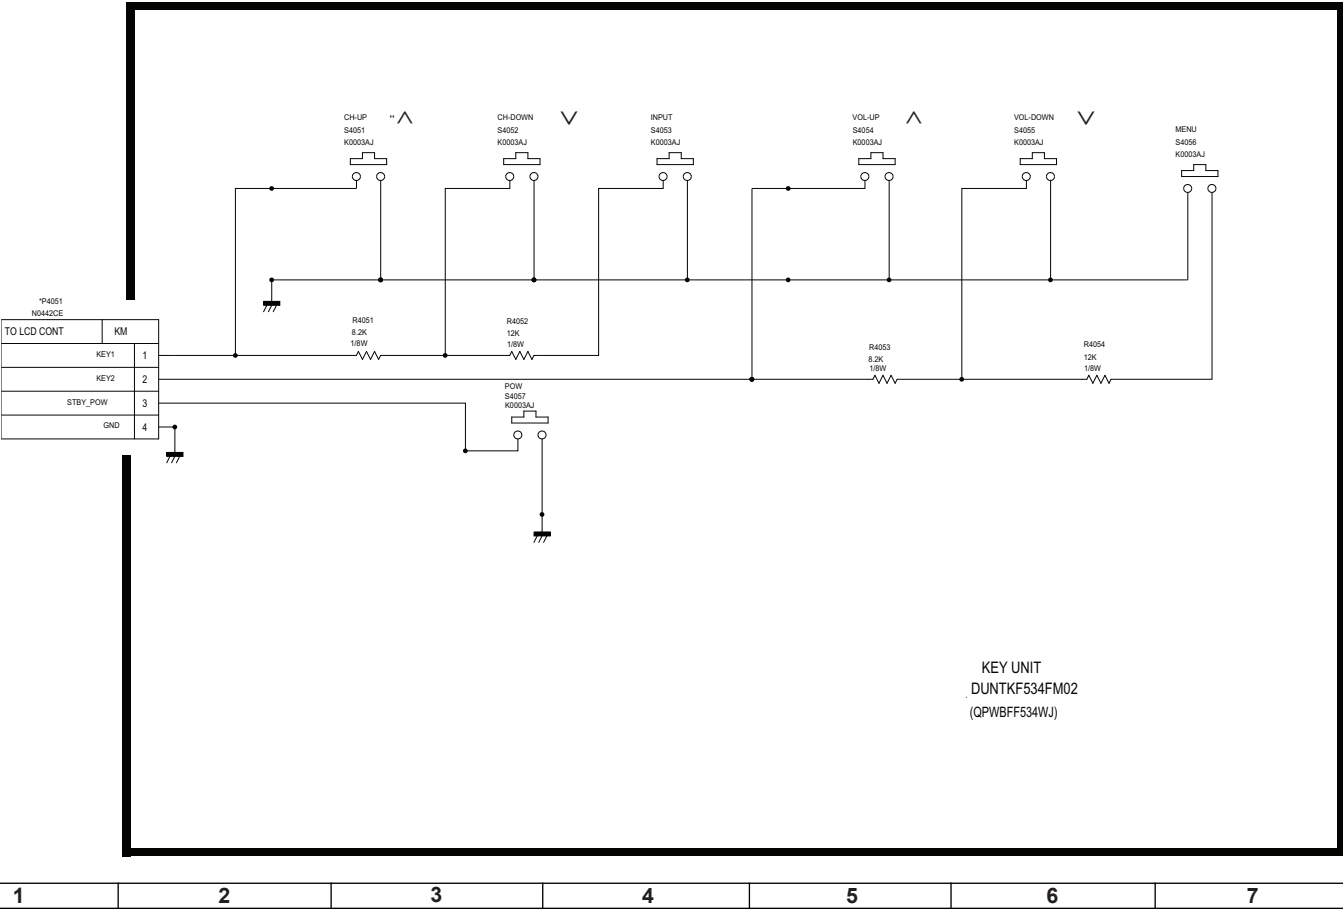 CH-UP
S4051
K0003AJ
CH-DOWN
S4052
K0003AJ
INPUT
S4053
K0003AJ
VOL-UP
S4054
K0003AJ
VOL-DOWN
S4055
K0003AJ
MENU
S4056
K0003AJ
*P4051
N0442CE
TO LCD CONT KM
KEY1 1
KEY2 2
STBY_POW 3
GND 4
R4051
8.2K
1/8W
R4052
12K
1/8W
R4053
8.2K
1/8W
R4054
12K
1/8W
POW
S4057
K0003AJ
KEY UNIT
DUNTKF534FM02
(QPWBFF534WJ)
1 2 3 4 5 6 7